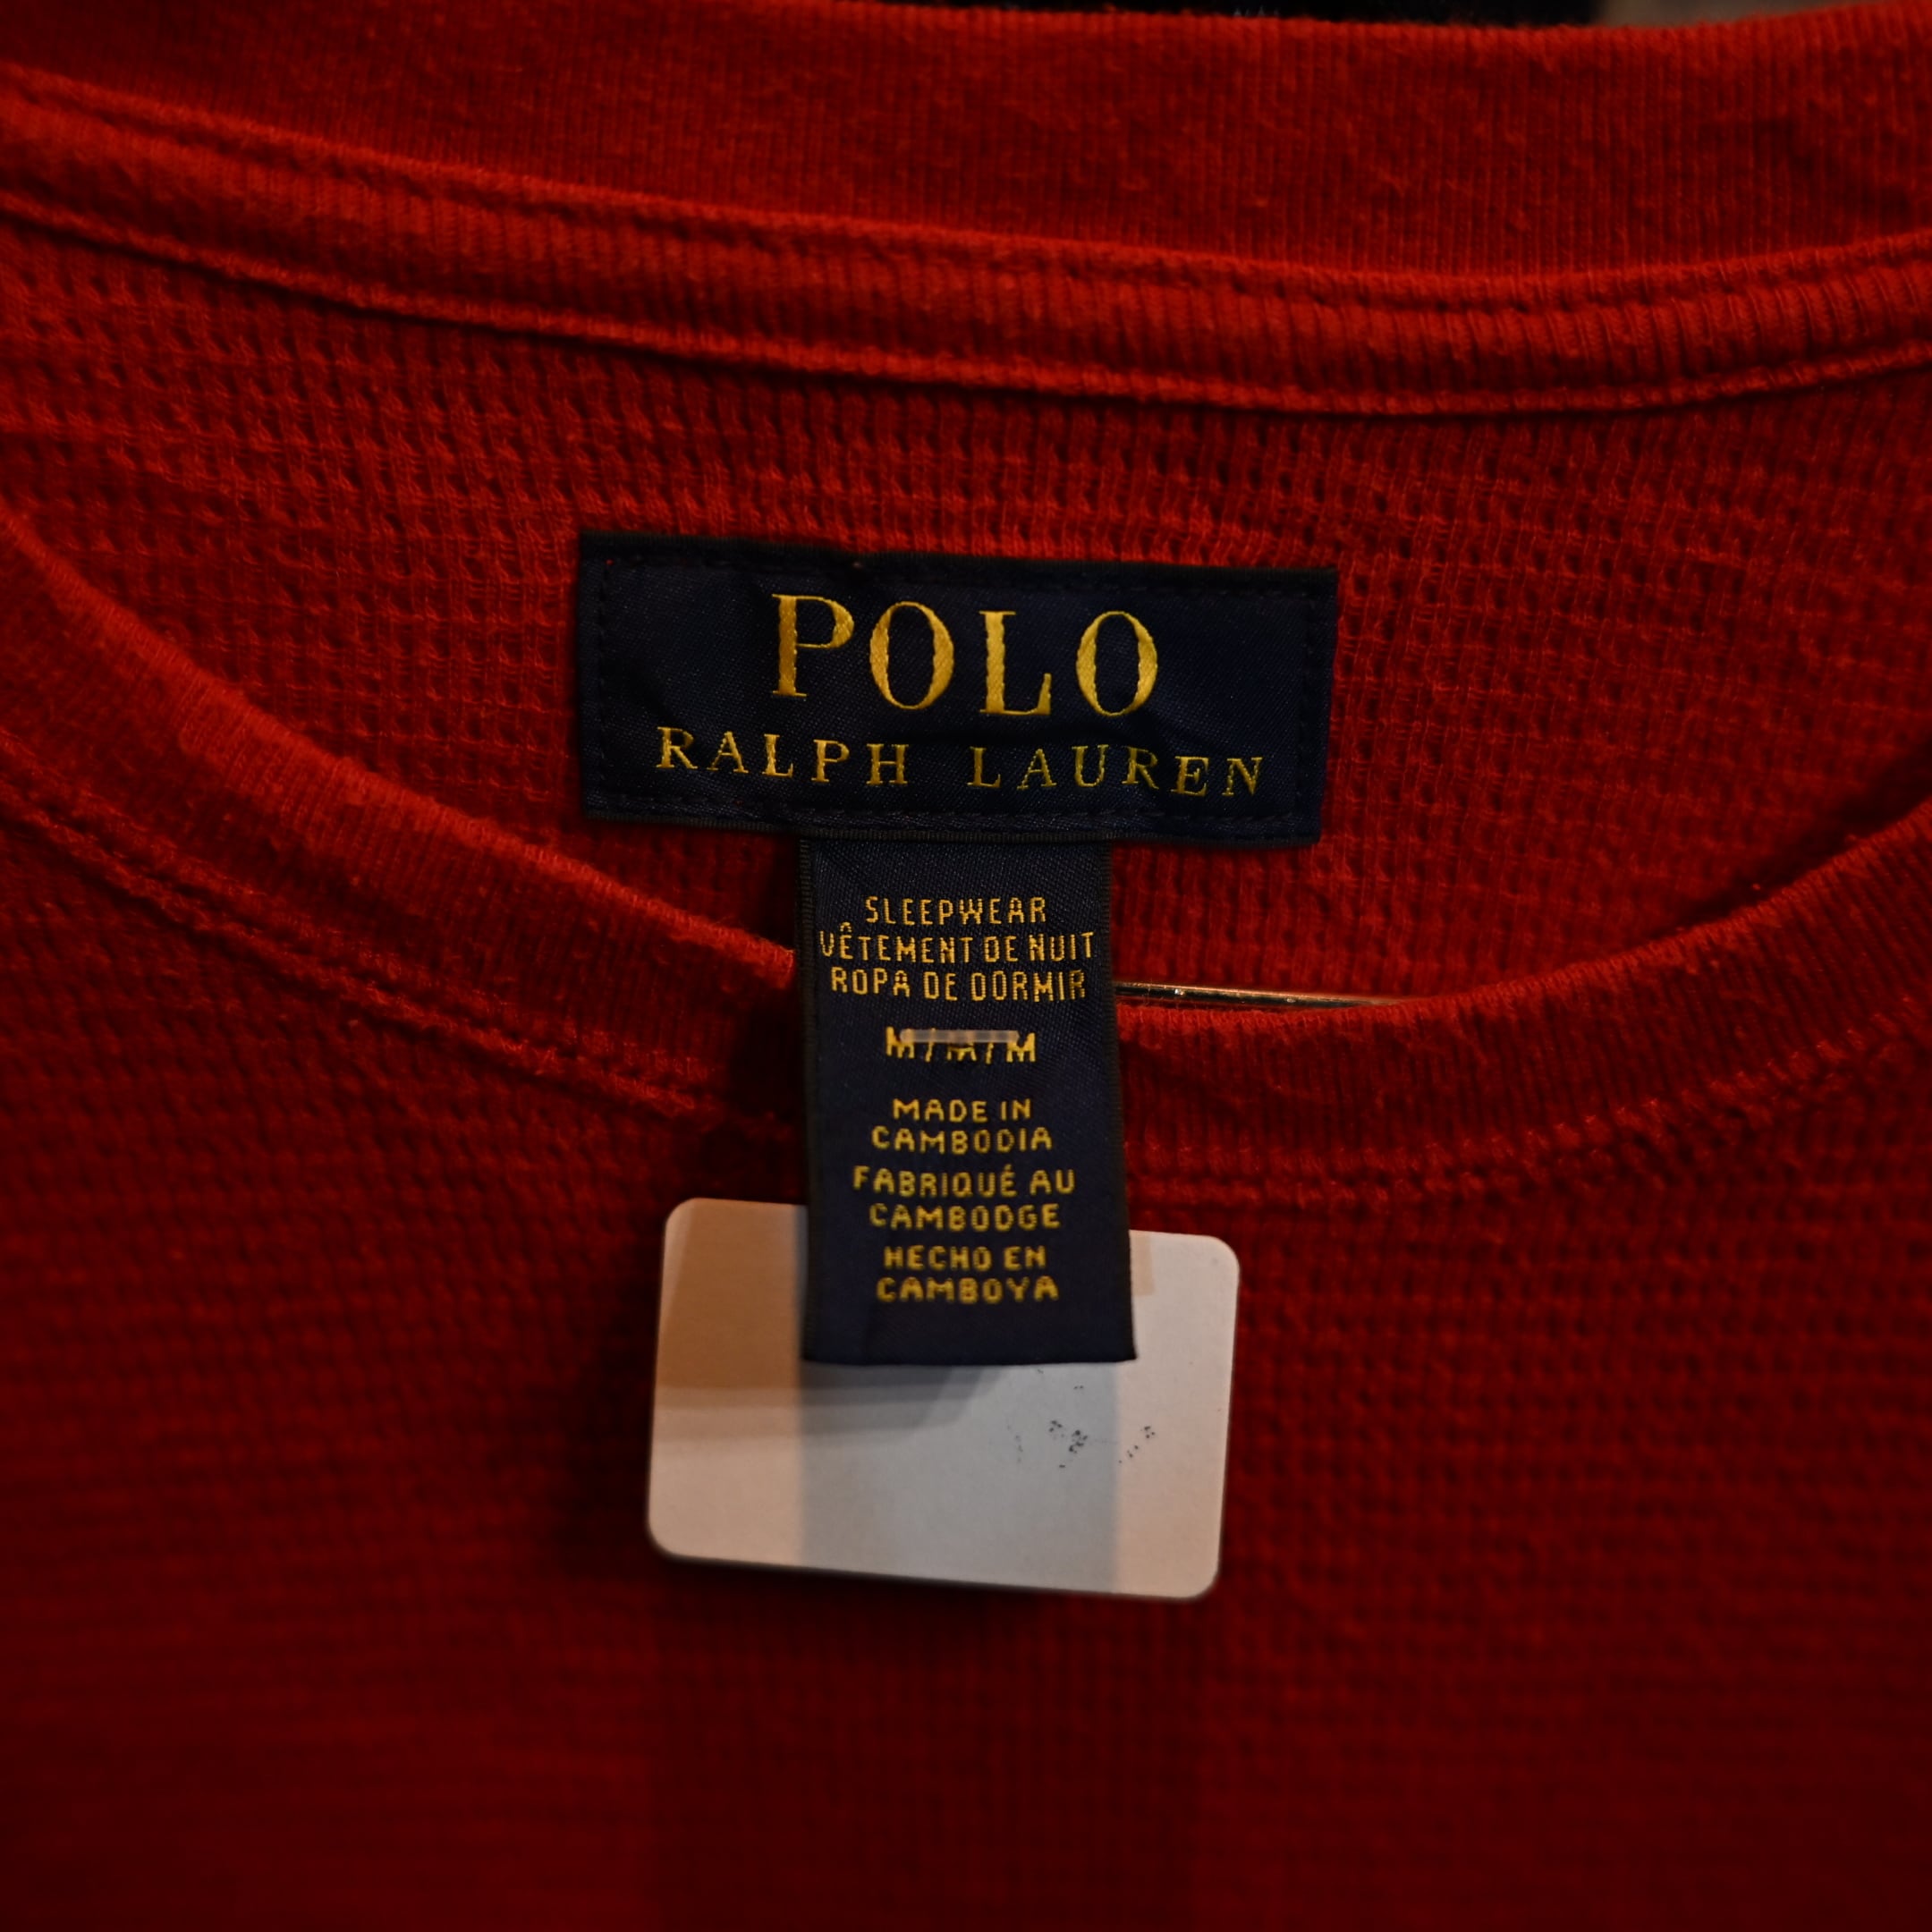 POLO
RALPH LAUREN
SLEEPWEAR
VÊTEMENT DE NUIT
ROPA DE DORMIR
M/M/M
MADE IN
CAMBODIA
FABRIQUÉ AU
CAMBODGE
HECHO EN
CAMBOYA